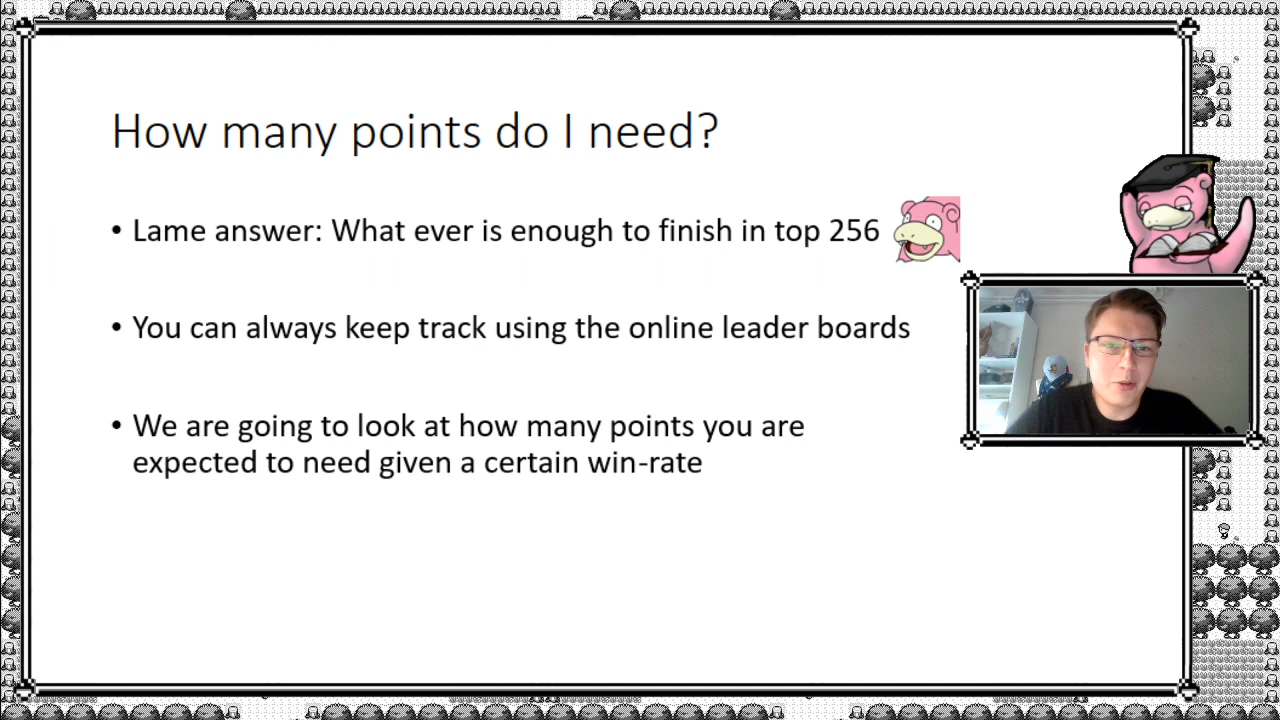 How many points do I need?
• Lame answer: What ever is enough to finish in top 256
• You can always keep track using the online leader boards
• We are going to look at how many points you are
expected to need given a certain win-rate